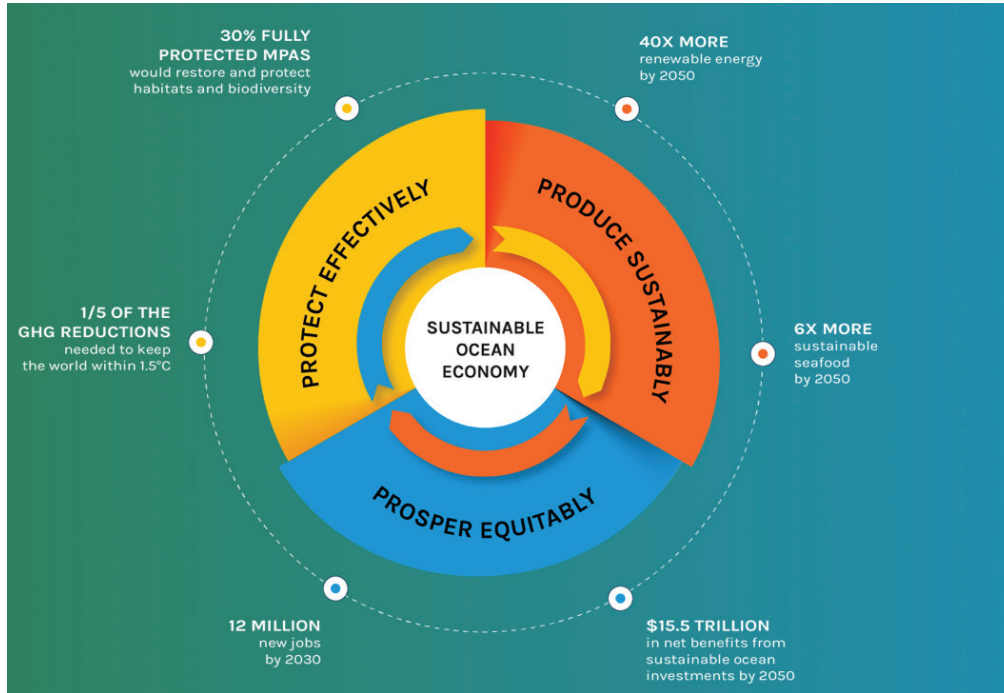 30% FULLY
PROTECTED MPAS
would restore and protect
habitats and biodiversity
40X MORE
renewable energy
by 2050
PROTECT EFFECTIVELY
PRODUCE SUSTAINABLY
1/5 OF THE
GHG REDUCTIONS
needed to keep
the world within 1.5°C
SUSTAINABLE
OCEAN
ECONOMY
6X MORE
sustainable
seafood
by 2050
PROSPER EQUITABLY
12 MILLION
new jobs
by 2030
$15.5 TRILLION
in net benefits from
sustainable ocean
investments by 2050